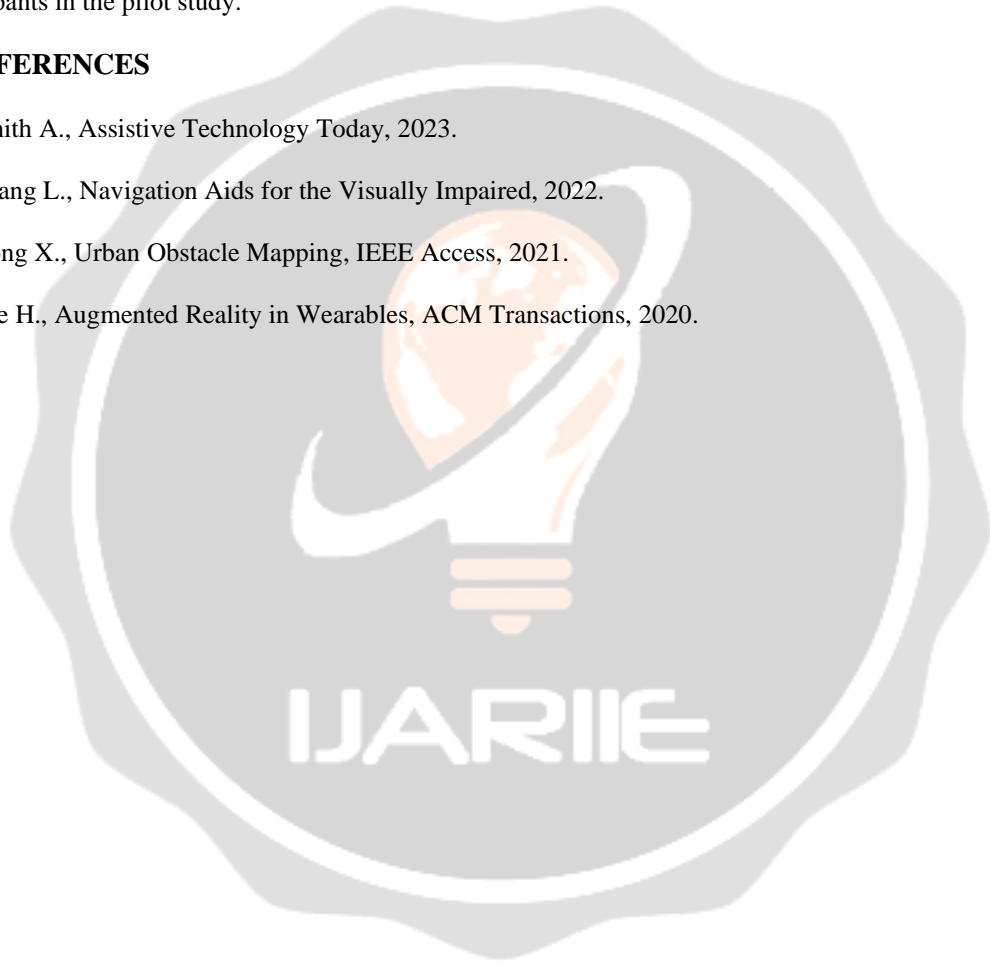 pants in the pilot study.
FERENCES
ith A., Assistive Technology Today, 2023.
ang L., Navigation Aids for the Visually Impaired, 2022.
ng X., Urban Obstacle Mapping, IEEE Access, 2021.
e H., Augmented Reality in Wearables, ACM Transactions, 2020.
IJARIIE